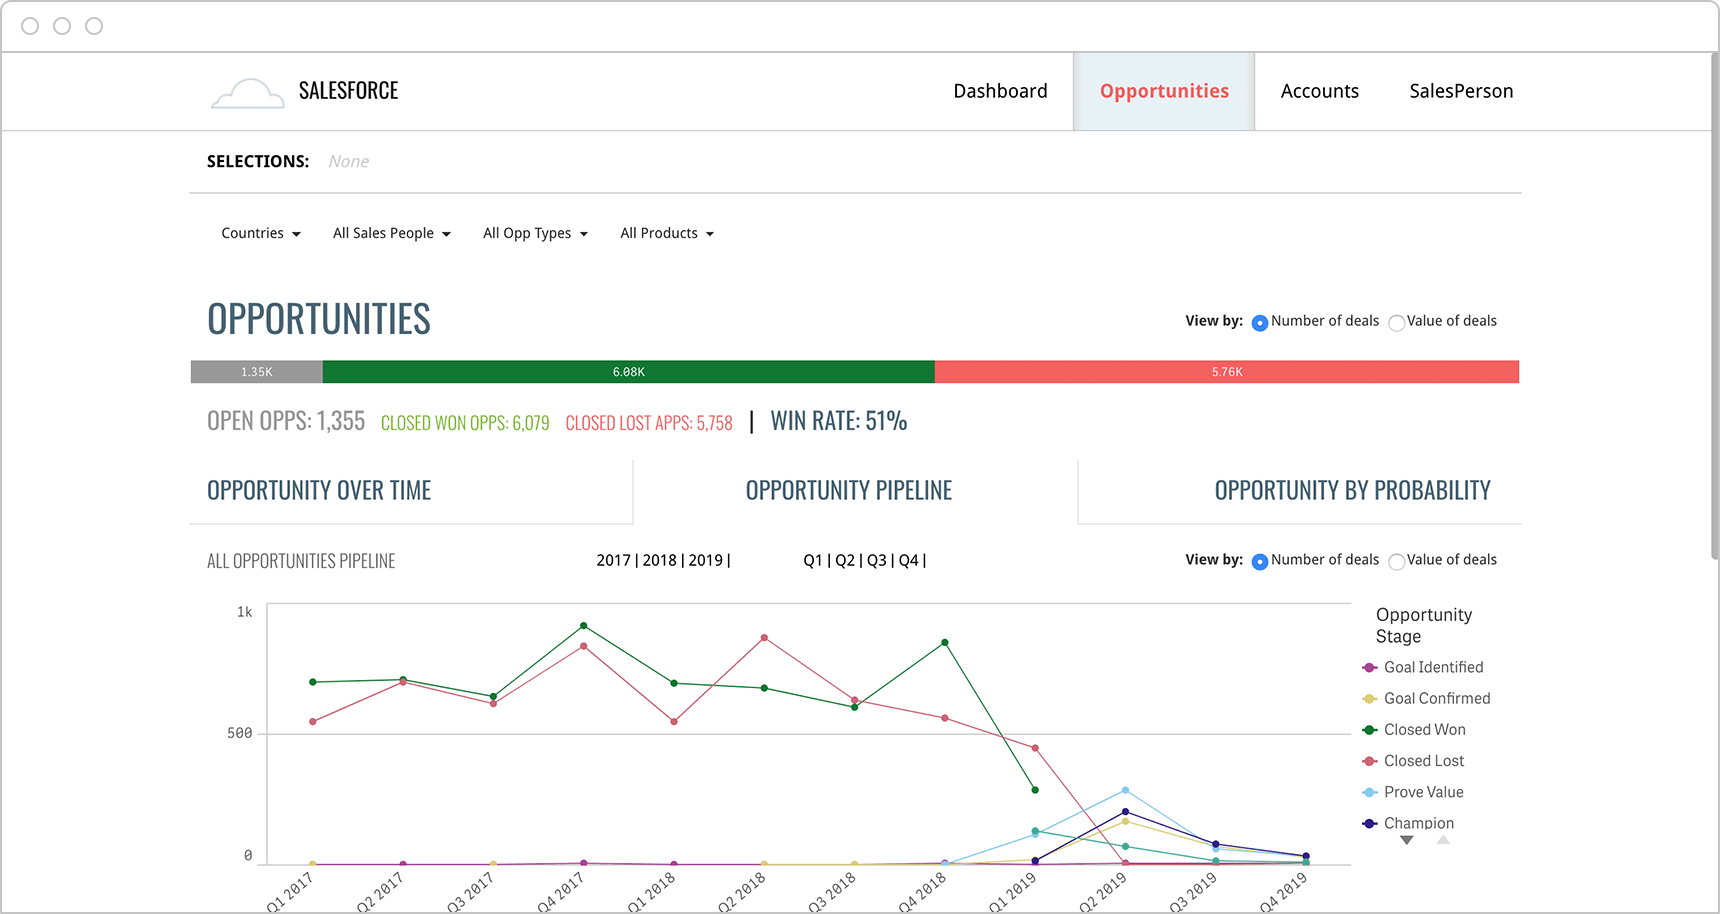 SALESFORCE
Dashboard
Opportunities
Accounts
SalesPerson
SELECTIONS: None
Countries
All Sales People
All Opp Types
All Products
OPPORTUNITIES
View by: Number of deals Value of deals
1.35K
6.08K
5.76K
OPEN OPPS: 1,355 CLOSED WON OPPS: 6,079 CLOSED LOST APPS: 5,758 | WIN RATE: 51%
OPPORTUNITY OVER TIME
OPPORTUNITY PIPELINE
OPPORTUNITY BY PROBABILITY
ALL OPPORTUNITIES PIPELINE
2017 | 2018 | 2019 |
Q1 | Q2 | Q3 | Q4 |
View by: Number of deals Value of deals
1k
500
0
Q1 2017
Q2 2017
Q3 2017
Q4 2017
Q1 2018
Q2 2018
Q3 2018
Q4 2018
Q1 2019
Q2 2019
Q3 2019
Q4 2019
Opportunity
Stage
Goal Identified
Goal Confirmed
Closed Won
Closed Lost
Prove Value
Champion